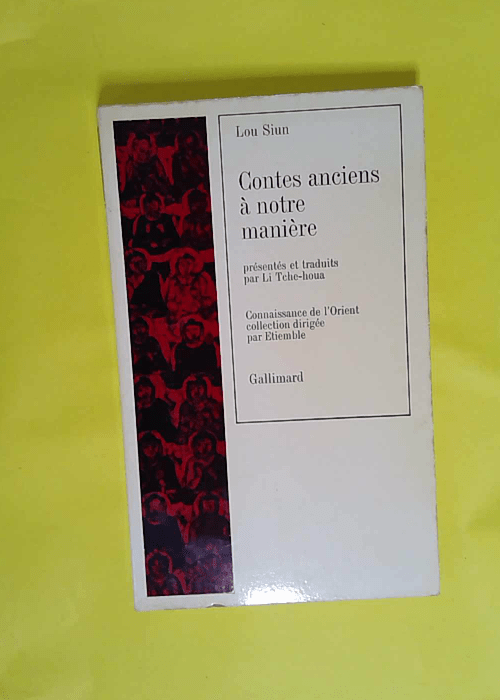 Lou Siun
Contes anciens
à notre
manière
présentés et traduits
par Li Tche-houa
Connaissance de l'Orient
collection dirigée
par Etiemble
Gallimard